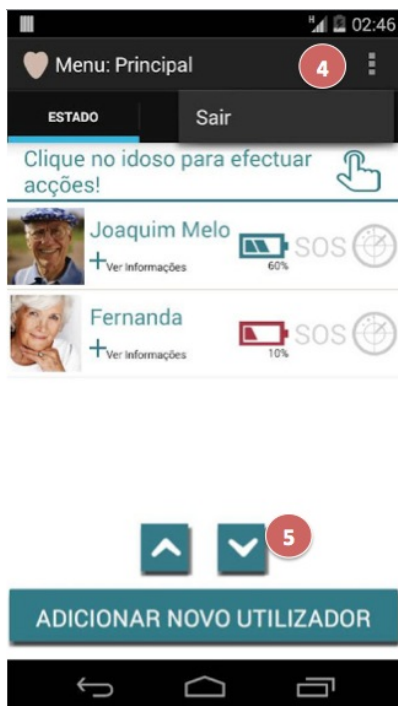 H 02:46
Menu: Principal
4
ESTADO
Sair
Clique no idoso para efectuar
acções!
Joaquim Melo
SOS
+Ver Informações
60%
Fernanda
SOS
+Ver Informações
10%
5
ADICIONAR NOVO UTILIZADOR